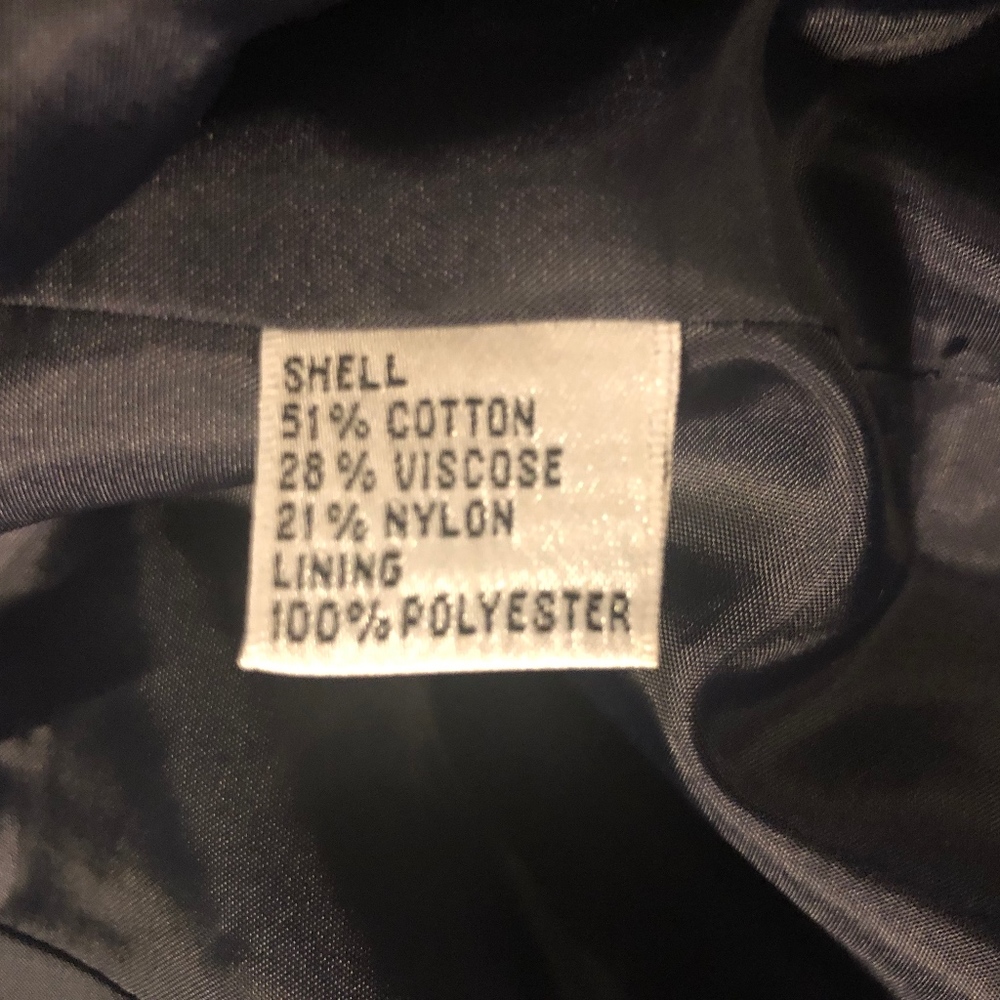 SHELL
51% COTTON
28% VISCOSE
21% NYLON
LINING
100% POLYESTER